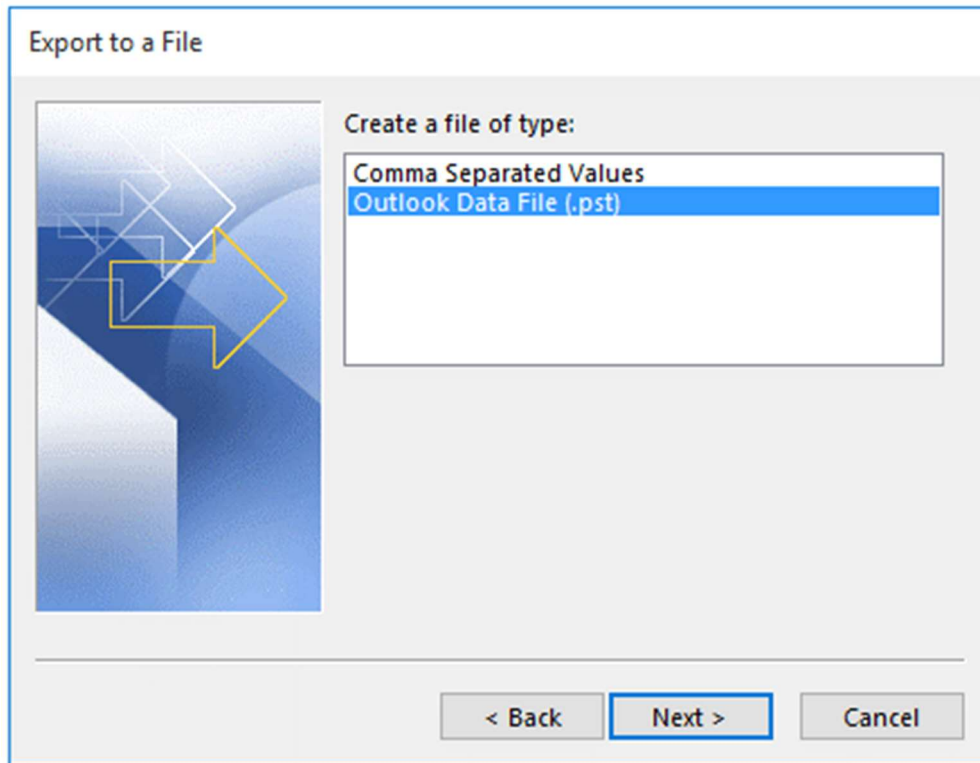 Export to a File
Create a file of type:
Comma Separated Values
Outlook Data File (.pst)
< Back
Next >
Cancel